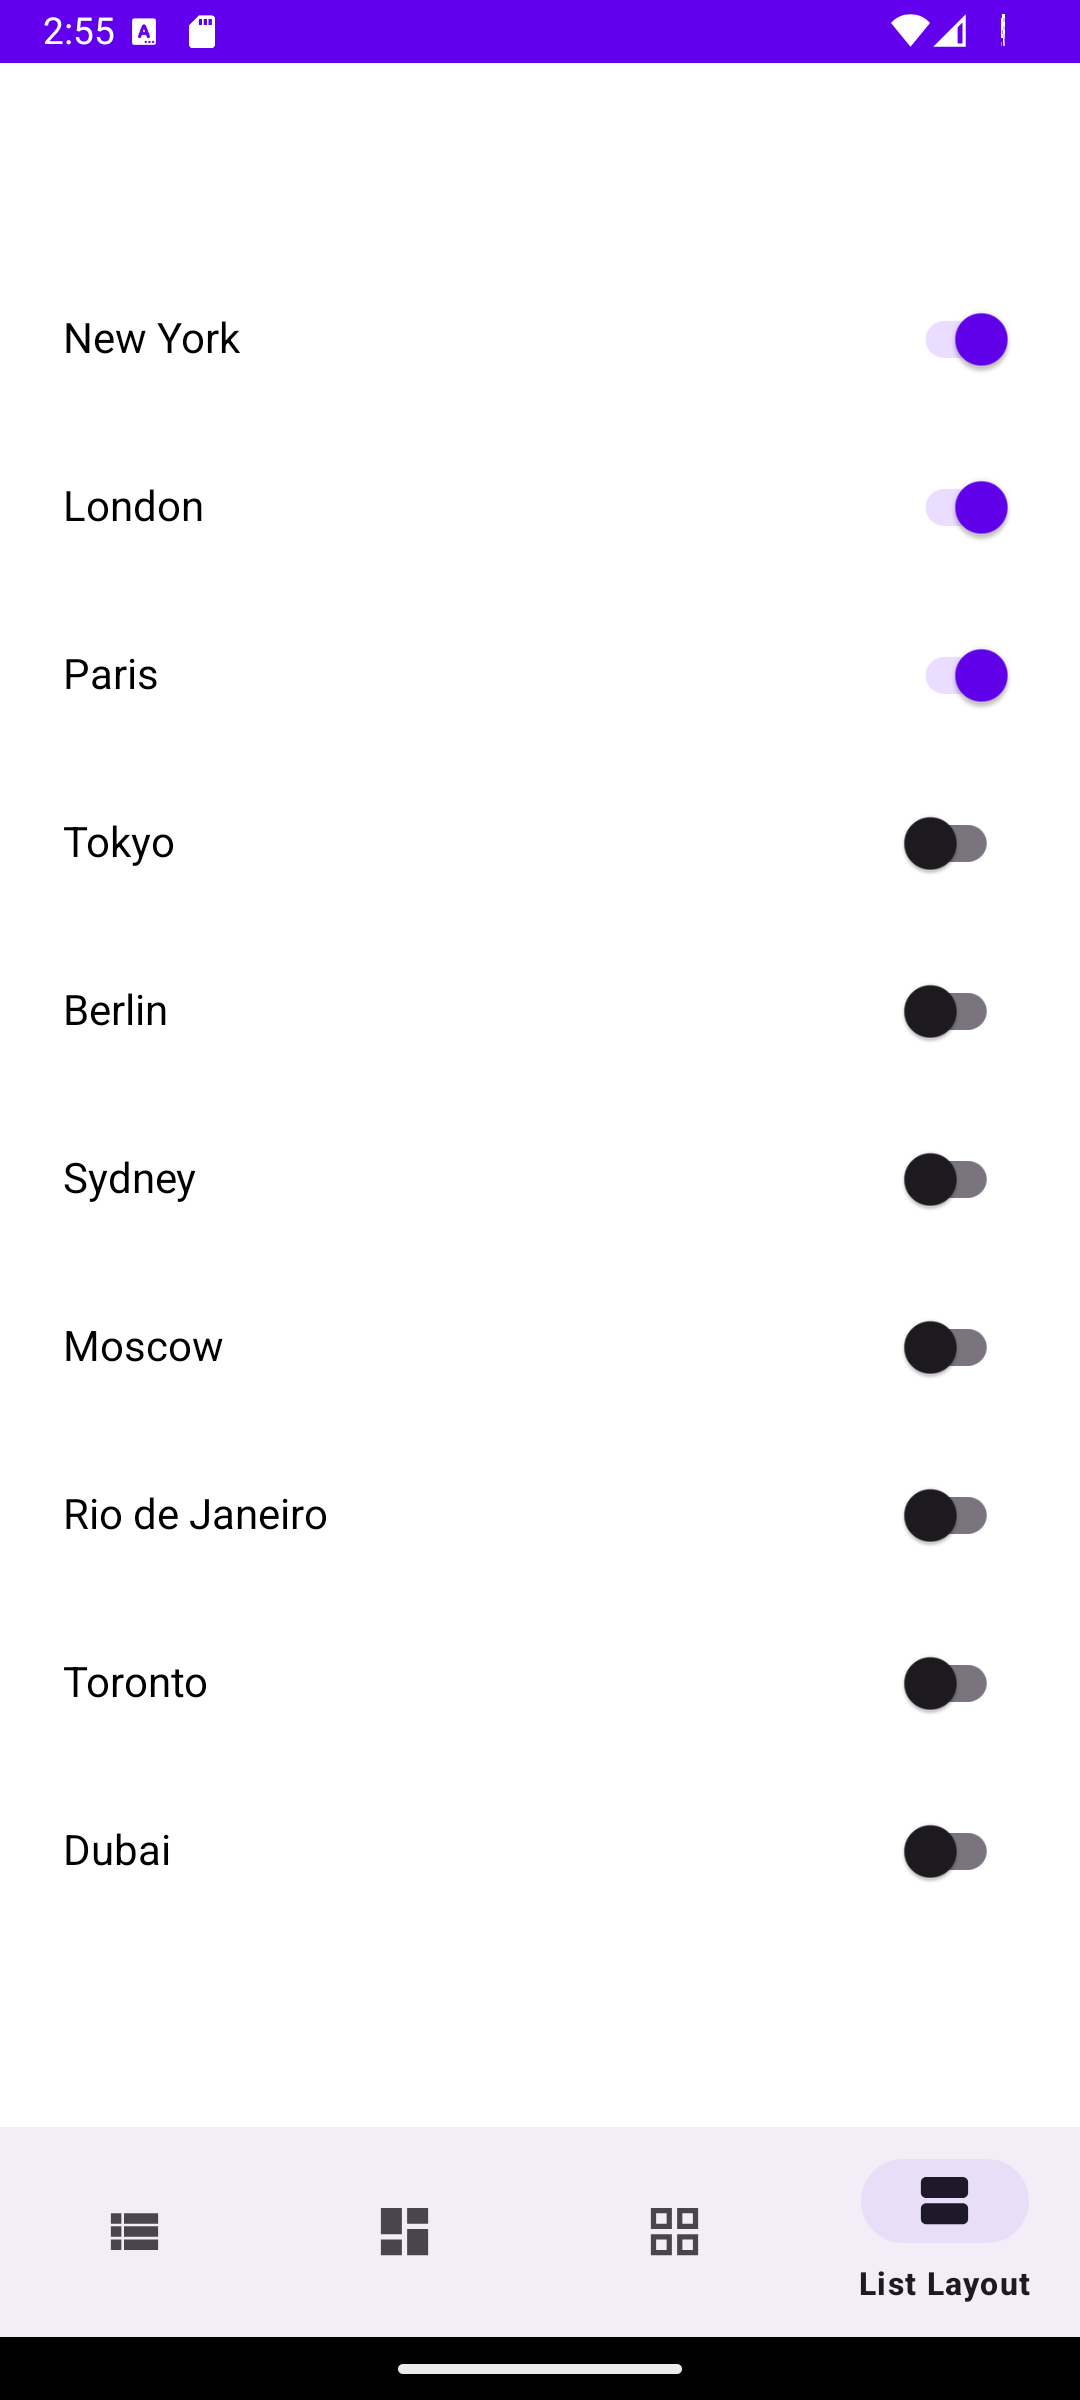 2:55
New York
London
Paris
Tokyo
Berlin
Sydney
Moscow
Rio de Janeiro
Toronto
Dubai
List Layout